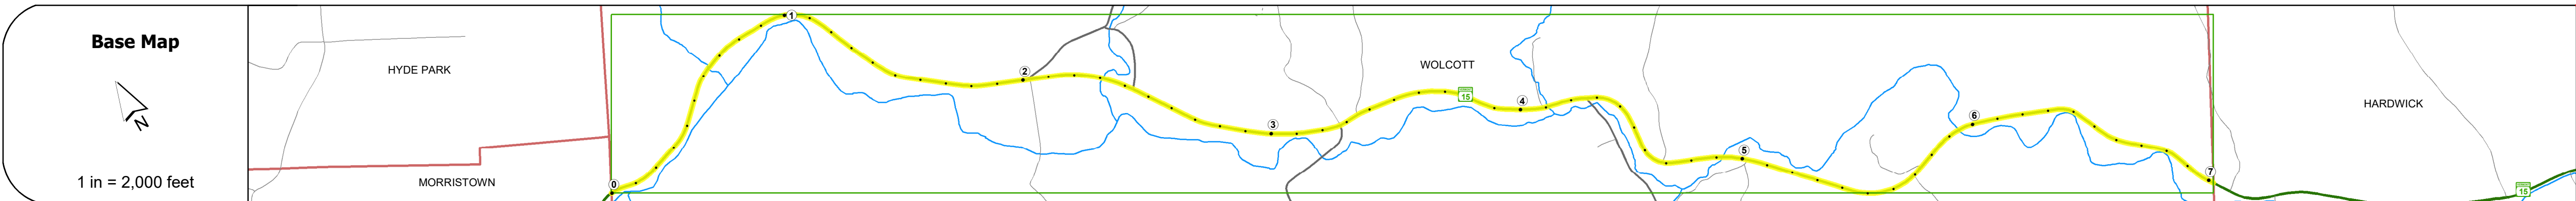 Base Map
N
1 in = 2,000 feet
HYDE PARK
MORRISTOWN
0
1
2
3
WOLCOTT
15
4
5
6
7
HARDWICK
15